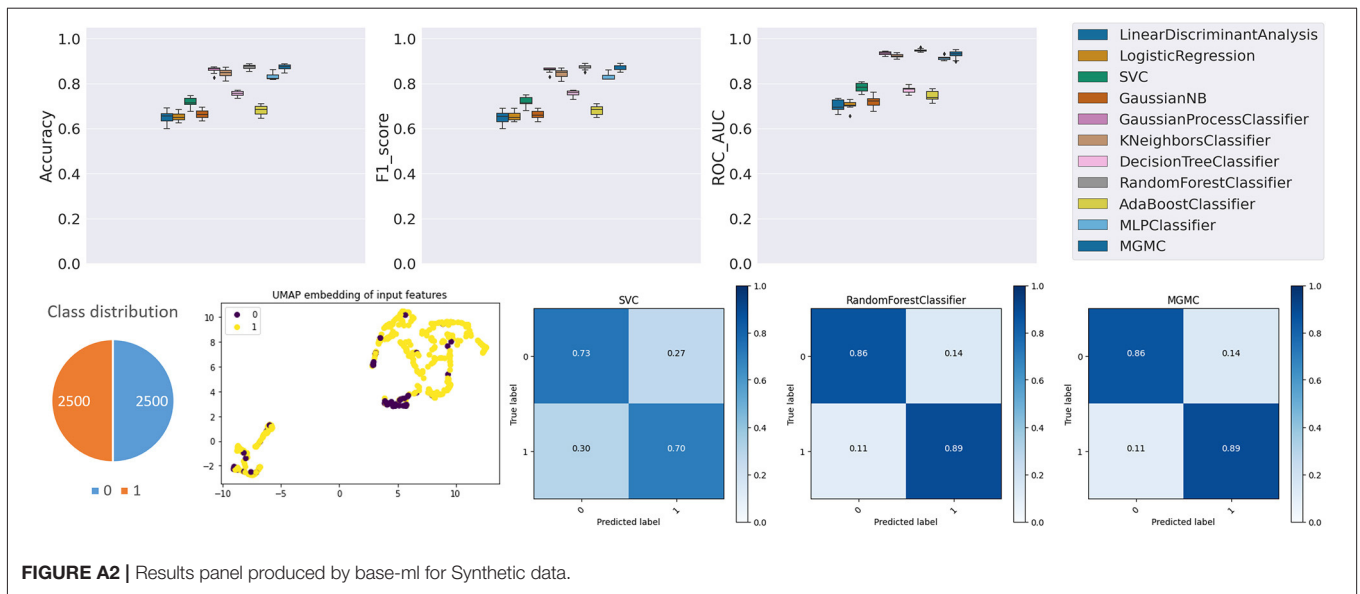 1.0
0.8
0.6
0.4
0.2
0.0
Accuracy
1.0
0.8
0.6
0.4
0.2
0.0
F1_score
1.0
0.8
0.6
0.4
0.2
0.0
ROC_AUC
LinearDiscriminantAnalysis
LogisticRegression
SVC
GaussianNB
GaussianProcessClassifier
KNeighborsClassifier
DecisionTreeClassifier
RandomForestClassifier
AdaBoostClassifier
MLPClassifier
MGMC
Class distribution
2500 2500
0 1
UMAP embedding of input features
0
1
10
8
6
4
2
0
−2
−10 −5 0 5 10
SVC
True label
0
1
0.73 0.27
0.30 0.70
0 1
Predicted label
1.0
0.8
0.6
0.4
0.2
0.0
RandomForestClassifier
True label
0
1
0.86 0.14
0.11 0.89
0 1
Predicted label
1.0
0.8
0.6
0.4
0.2
0.0
MGMC
True label
0
1
0.86 0.14
0.11 0.89
0 1
Predicted label
1.0
0.8
0.6
0.4
0.2
0.0
FIGURE A2 | Results panel produced by base-ml for Synthetic data.